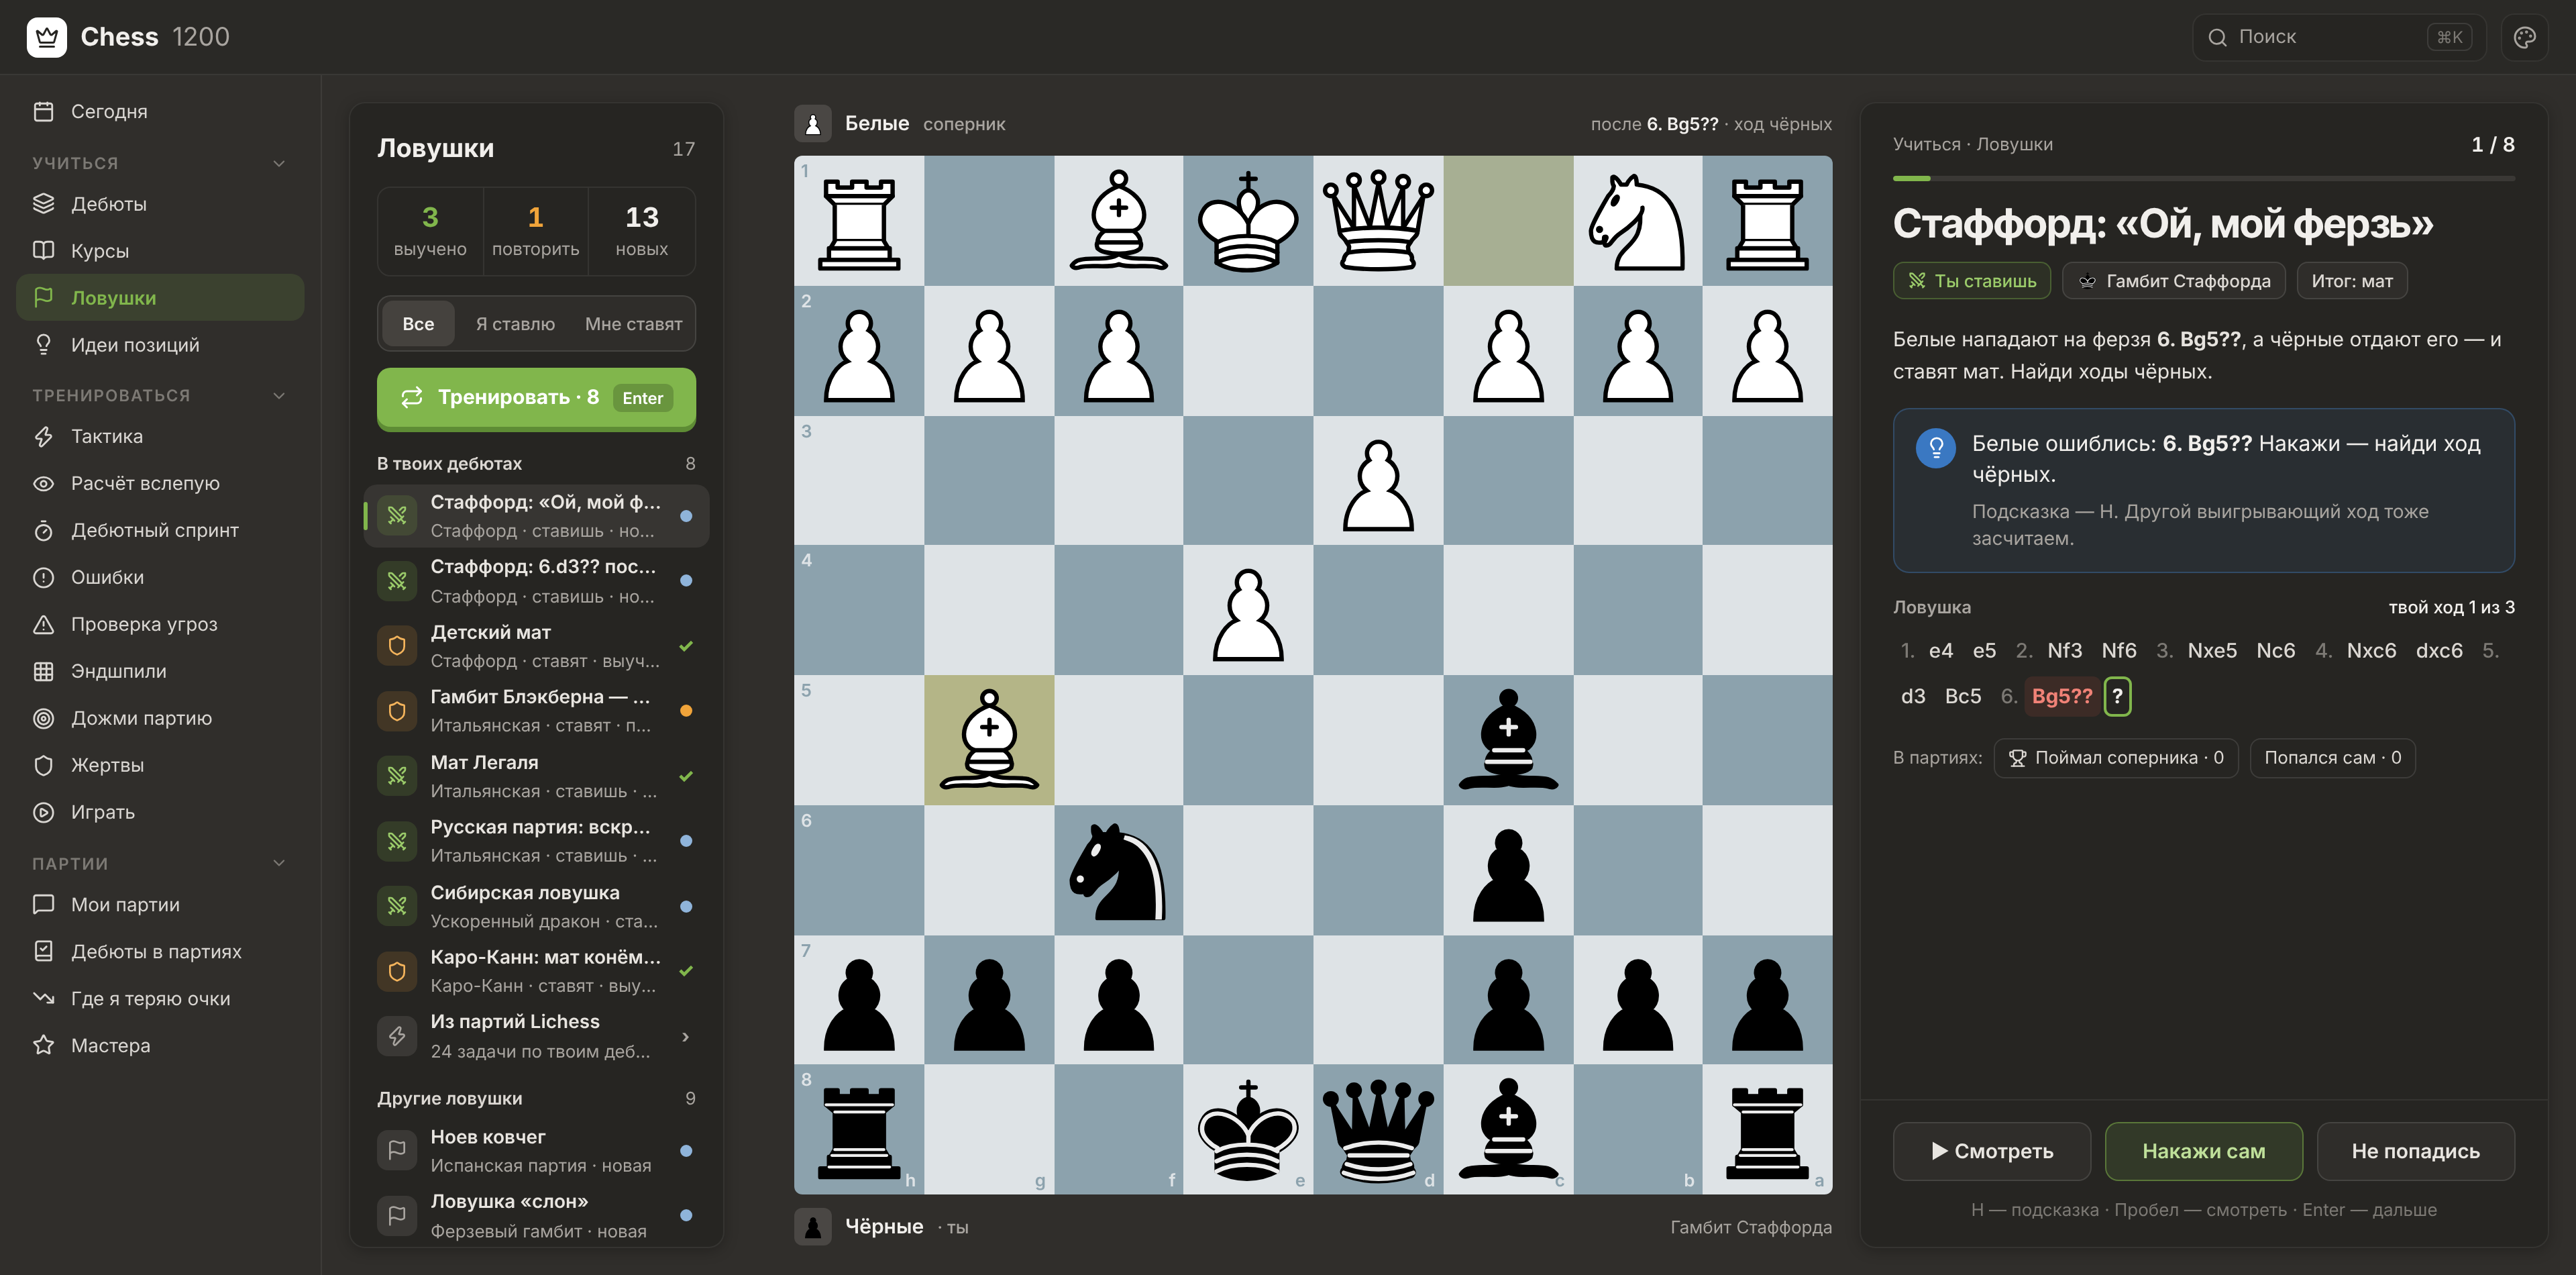 Chess 1200
Поиск ⌘K
Сегодня
УЧИТЬСЯ
Дебюты
Курсы
Ловушки
Идеи позиций
ТРЕНИРОВАТЬСЯ
Тактика
Расчёт вслепую
Дебютный спринт
Ошибки
Проверка угроз
Эндшпили
Дожми партию
Жертвы
Играть
ПАРТИИ
Мои партии
Дебюты в партиях
Где я теряю очки
Мастера
Ловушки 17
3 1 13
выучено повторить новых
Все Я ставлю Мне ставят
Тренировать · 8 Enter
В твоих дебютах 8
Стаффорд: «Ой, мой ф...
Стаффорд · ставишь · но...
Стаффорд: 6.d3?? пос...
Стаффорд · ставишь · но...
Детский мат
Стаффорд · ставят · выуч...
Гамбит Блэкберна — ...
Итальянская · ставят · п...
Мат Легаля
Итальянская · ставишь · ...
Русская партия: вскр...
Итальянская · ставишь · ...
Сибирская ловушка
Ускоренный дракон · ста...
Каро-Канн: мат конём...
Каро-Канн · ставят · выу...
Из партий Lichess
24 задачи по твоим деб...
Другие ловушки 9
Ноев ковчег
Испанская партия · новая
Ловушка «слон»
Ферзевый гамбит · новая
Белые соперник после 6. Bg5?? · ход чёрных
1
2
3
4
5
6
7
8
h g f e d c b a
Чёрные · ты Гамбит Стаффорда
Учиться · Ловушки 1 / 8
Стаффорд: «Ой, мой ферзь»
Ты ставишь Гамбит Стаффорда Итог: мат
Белые нападают на ферзя 6. Bg5??, а чёрные отдают его — и
ставят мат. Найди ходы чёрных.
Белые ошиблись: 6. Bg5?? Накажи — найди ход
чёрных.
Подсказка — H. Другой выигрывающий ход тоже
засчитаем.
Ловушка твой ход 1 из 3
1. e4 e5 2. Nf3 Nf6 3. Nxe5 Nc6 4. Nxc6 dxc6 5.
d3 Bc5 6. Bg5?? ?
В партиях: Поймал соперника · 0 Попался сам · 0
Смотреть Накажи сам Не попадись
H — подсказка · Пробел — смотреть · Enter — дальше